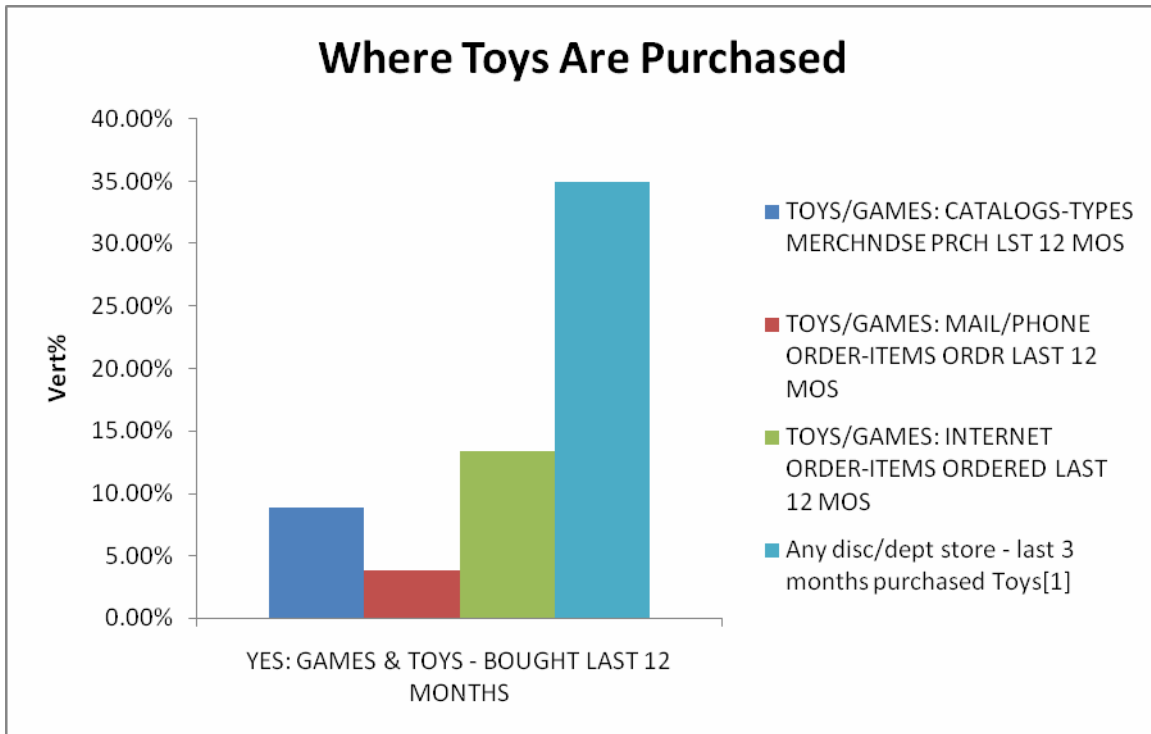 Where Toys Are Purchased
40.00%
35.00%
30.00%
25.00%
20.00%
15.00%
10.00%
5.00%
0.00%
Vert%
YES: GAMES & TOYS - BOUGHT LAST 12
MONTHS
TOYS/GAMES: CATALOGS-TYPES
MERCHNDSE PRCH LST 12 MOS
TOYS/GAMES: MAIL/PHONE
ORDER-ITEMS ORDR LAST 12
MOS
TOYS/GAMES: INTERNET
ORDER-ITEMS ORDERED LAST
12 MOS
Any disc/dept store - last 3
months purchased Toys[1]